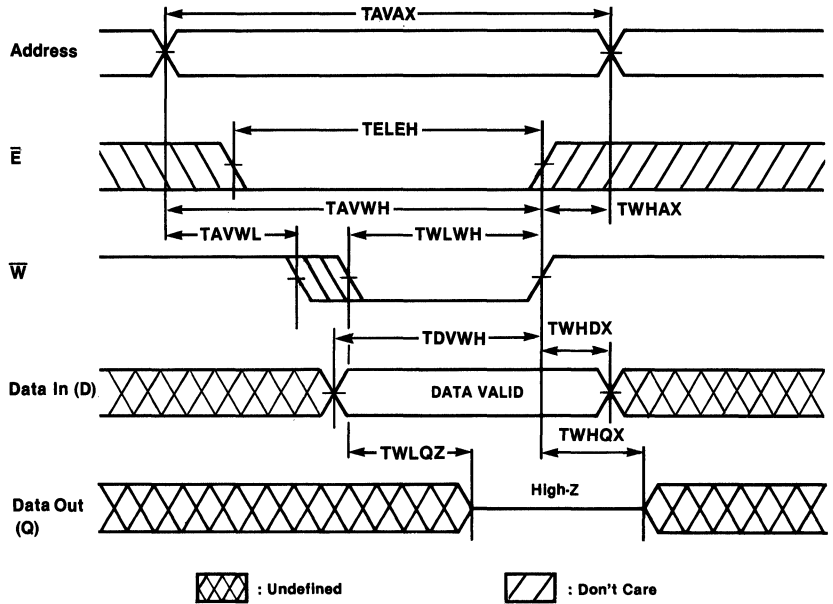 TAVAX
Address
TELEH
E̅
TAVWH
TWHAX
TAVWL
TWLWH
W̅
TDVWH
TWHDX
Data In (D)
DATA VALID
TWLQZ
TWHQX
High-Z
Data Out
(Q)
: Undefined
: Don't Care